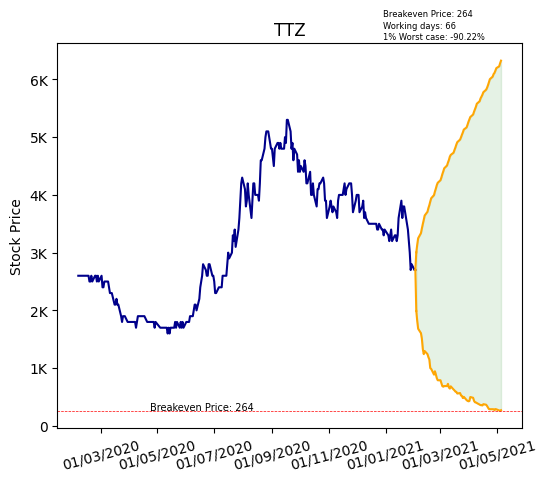 Breakeven Price: 264
Working days: 66
1% Worst case: -90.22%
TTZ
Stock Price
6K
5K
4K
3K
2K
1K
0
Breakeven Price: 264
01/03/2020
01/05/2020
01/07/2020
01/09/2020
01/11/2020
01/01/2021
01/03/2021
01/05/2021